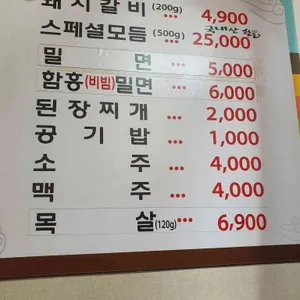 돼지갈비 (200g) ... 4,900
스페셜모듬 (500g) ... 25,000
밀 면 ... 5,000
함흥(비빔)밀면 ... 6,000
된장찌개 ... 2,000
공기밥 ... 1,000
소 주 ... 4,000
맥 주 ... 4,000
목 살(120g) ... 6,900